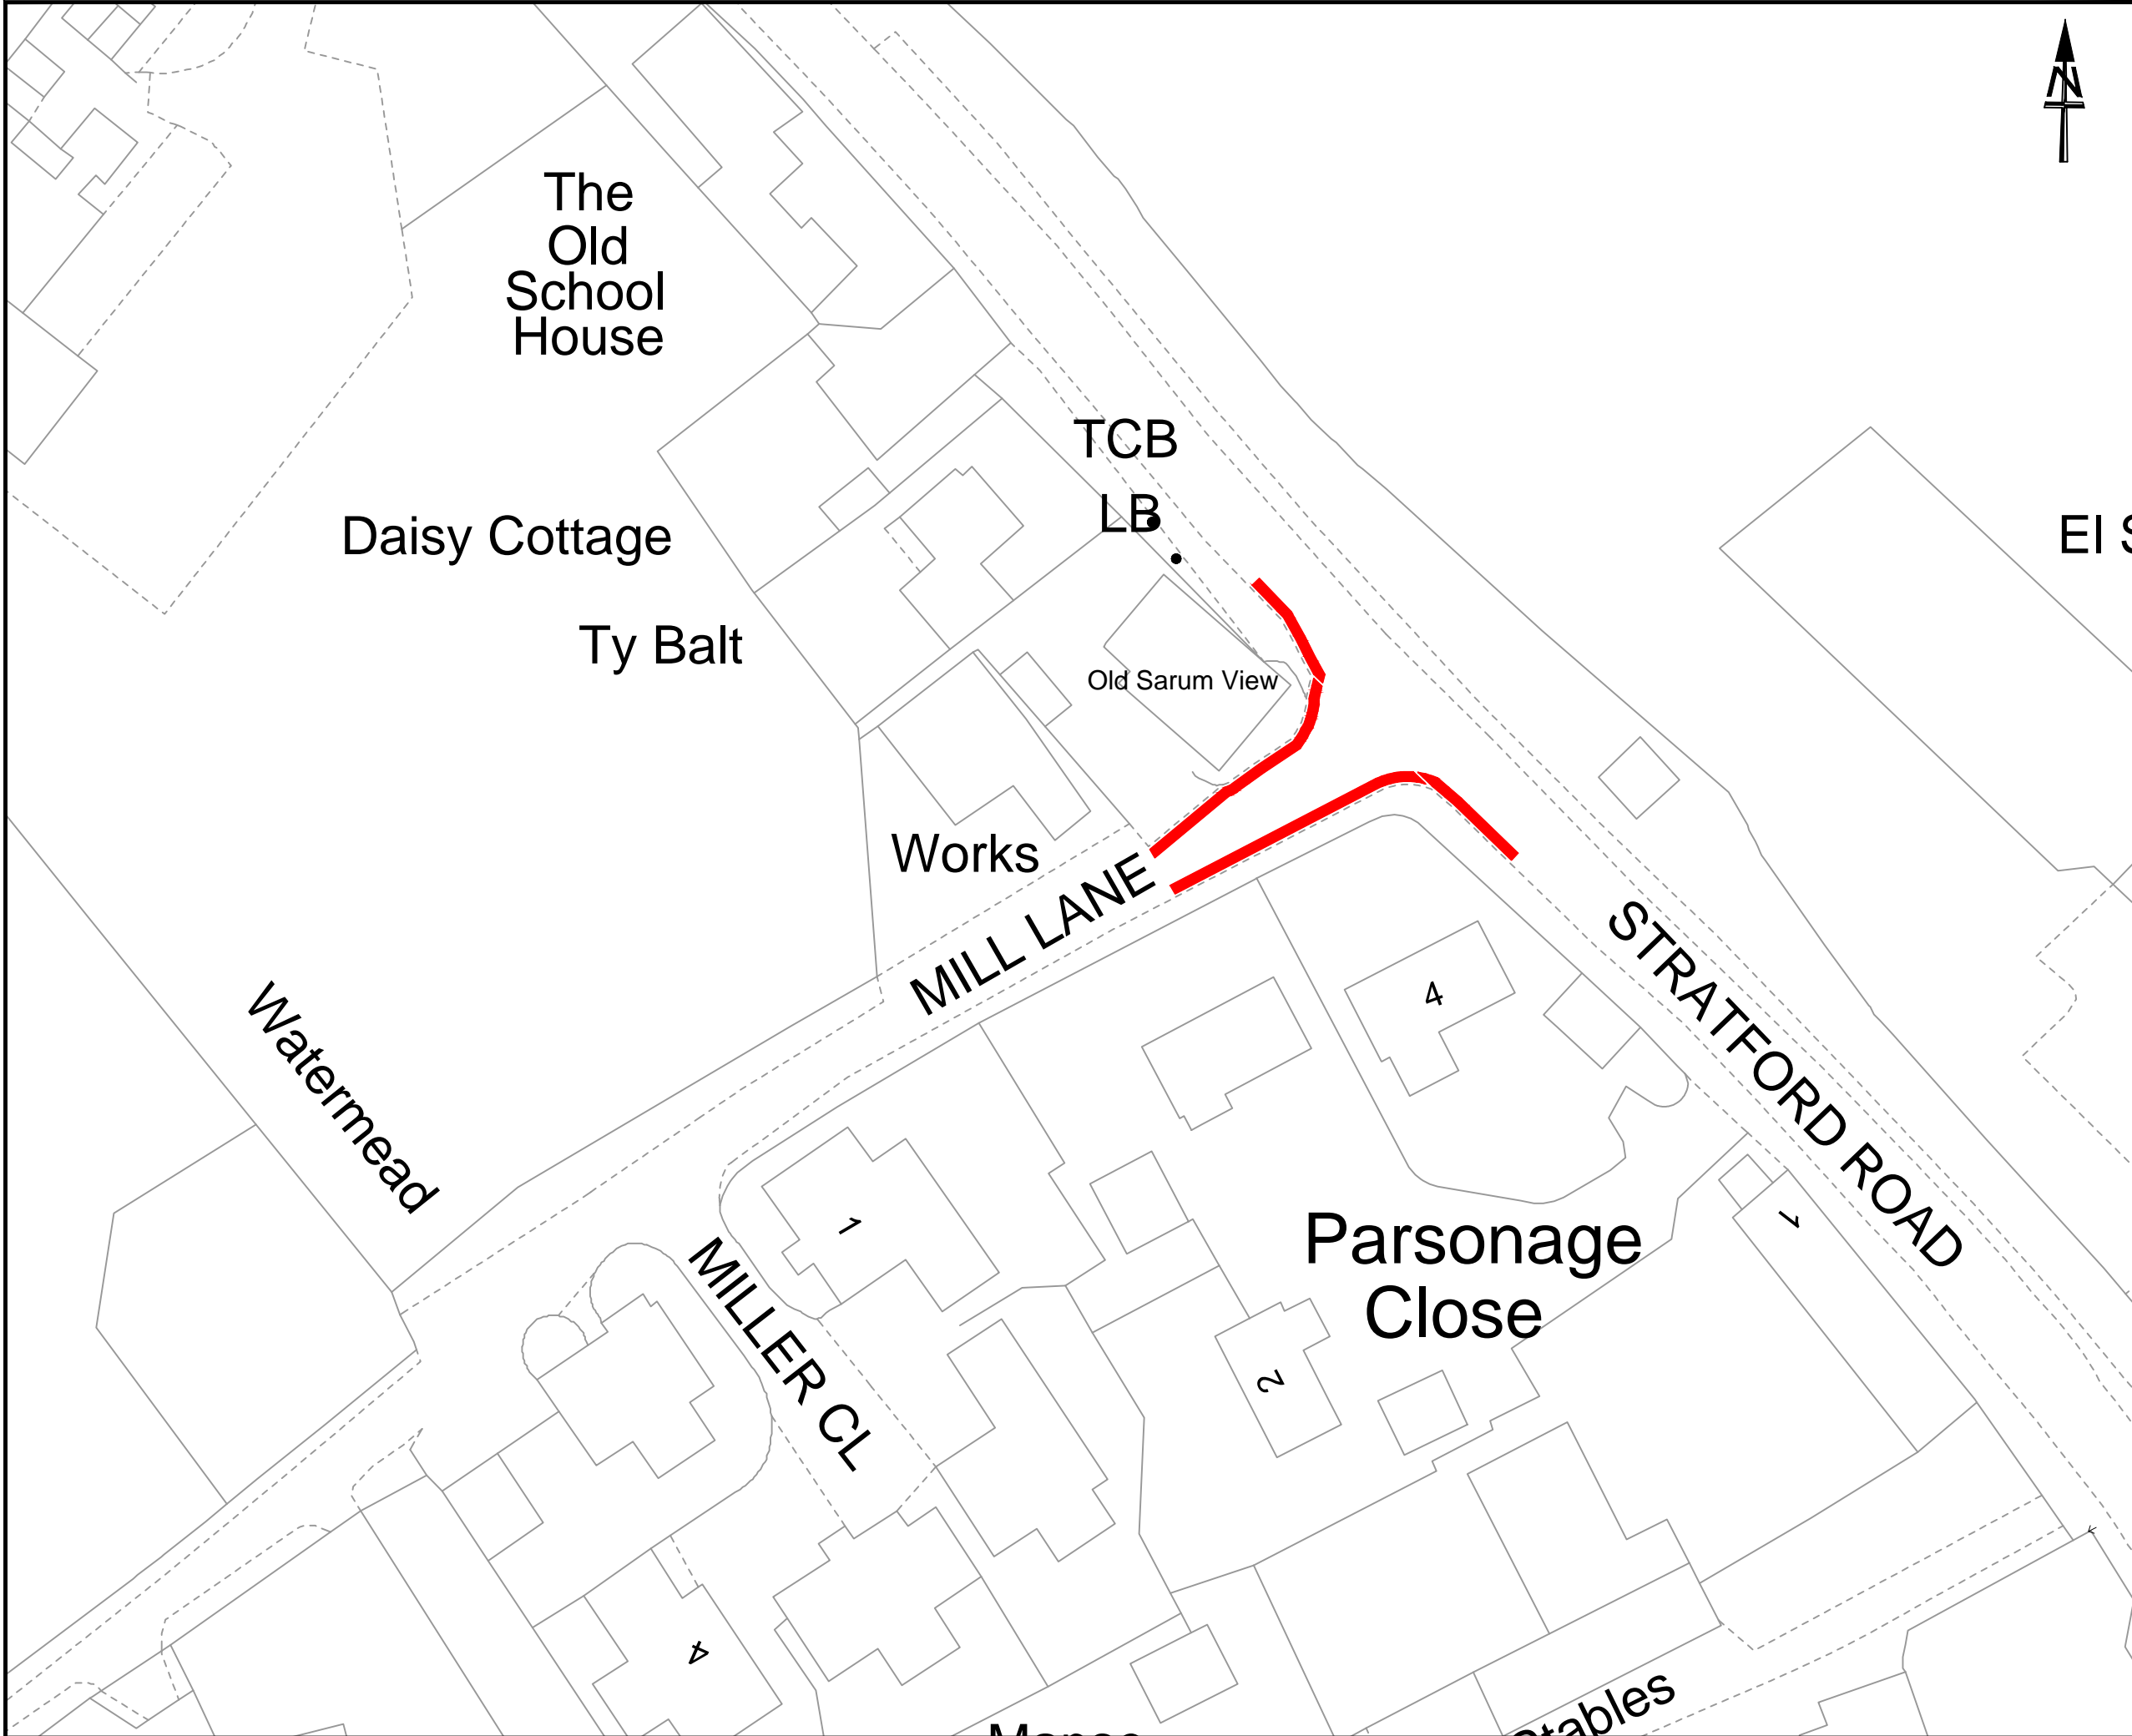 N
The
Old
School
House
TCB
LB
Daisy Cottage
El
Ty Balt
Old Sarum View
Works
MILL LANE
STRATFORD ROAD
4
Watermead
1
Parsonage
Close
1
MILLER CL
2
4